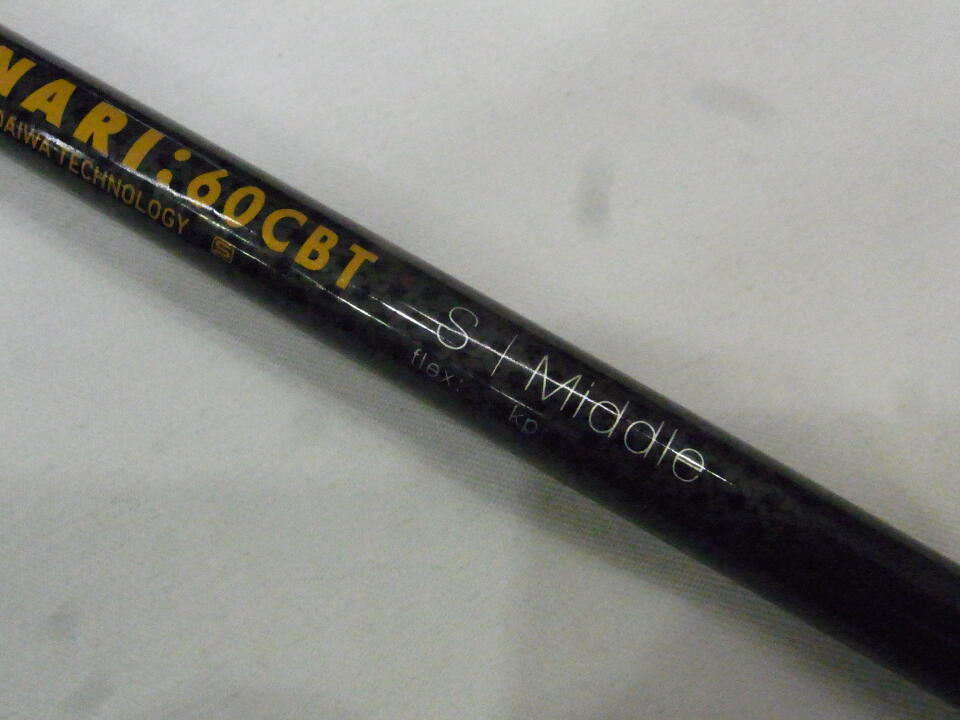 NARI:60CBT
DAIWA TECHNOLOGY S
S | Middle
flex: kp: